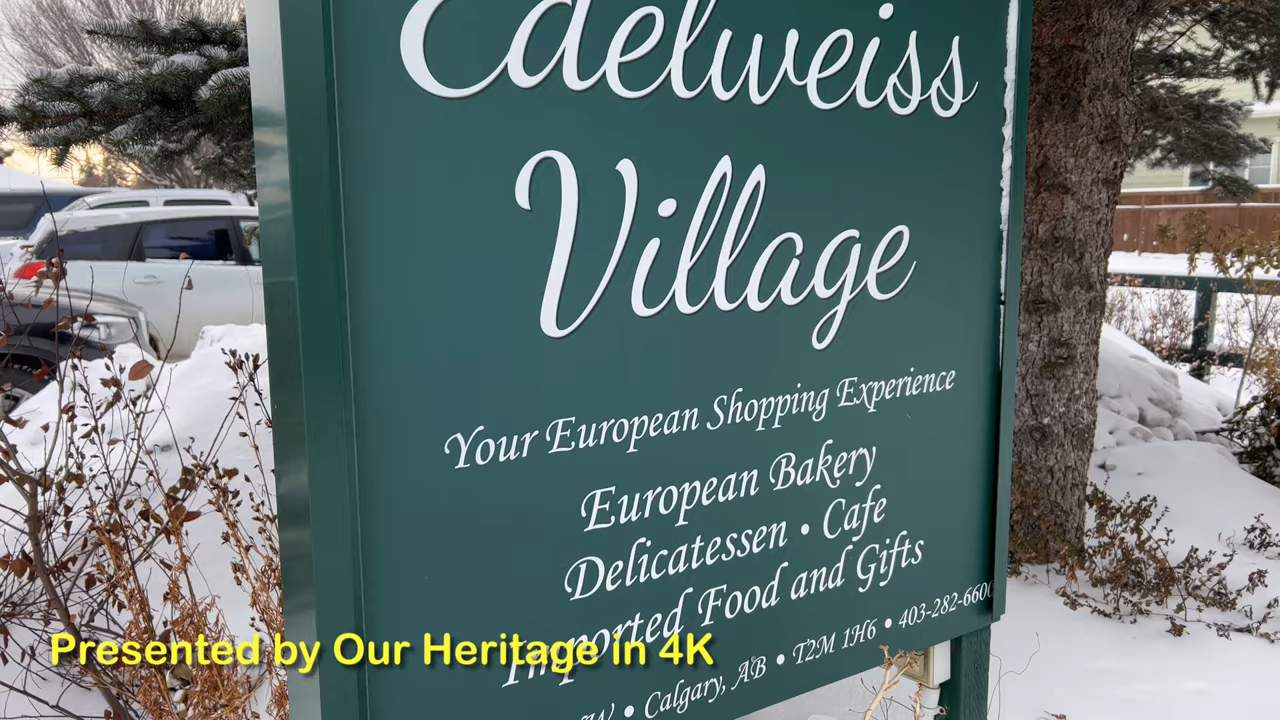 Edelweiss
Village
Your European Shopping Experience
European Bakery
Delicatessen • Cafe
Imported Food and Gifts
W • Calgary, AB • T2M 1H6 • 403-282-6600
Presented by Our Heritage in 4K